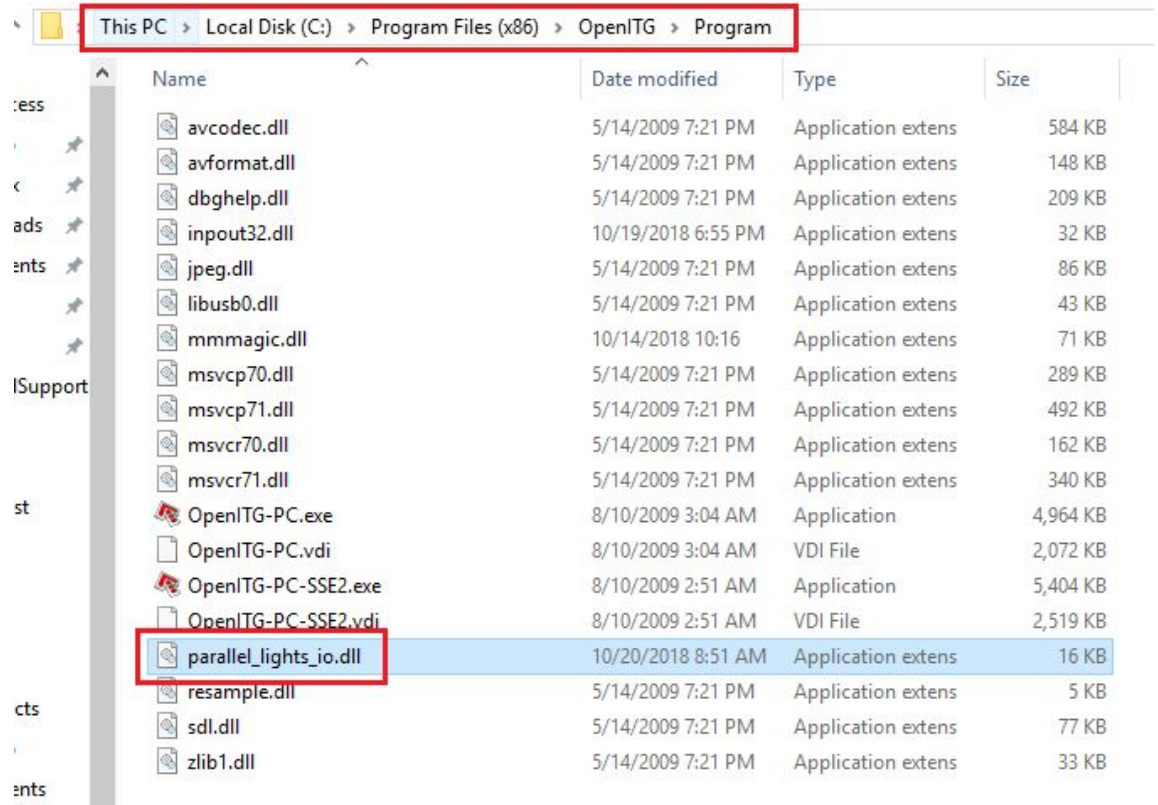 This PC > Local Disk (C:) > Program Files (x86) > OpenITG > Program
Name Date modified Type Size
avcodec.dll 5/14/2009 7:21 PM Application extens 584 KB
avformat.dll 5/14/2009 7:21 PM Application extens 148 KB
dbghelp.dll 5/14/2009 7:21 PM Application extens 209 KB
inpout32.dll 10/19/2018 6:55 PM Application extens 32 KB
jpeg.dll 5/14/2009 7:21 PM Application extens 86 KB
libusb0.dll 5/14/2009 7:21 PM Application extens 43 KB
mmmagic.dll 10/14/2018 10:16 Application extens 71 KB
msvcp70.dll 5/14/2009 7:21 PM Application extens 289 KB
msvcp71.dll 5/14/2009 7:21 PM Application extens 492 KB
msvcr70.dll 5/14/2009 7:21 PM Application extens 162 KB
msvcr71.dll 5/14/2009 7:21 PM Application extens 340 KB
OpenITG-PC.exe 8/10/2009 3:04 AM Application 4,964 KB
OpenITG-PC.vdi 8/10/2009 3:04 AM VDI File 2,072 KB
OpenITG-PC-SSE2.exe 8/10/2009 2:51 AM Application 5,404 KB
OpenITG-PC-SSE2.vdi 8/10/2009 2:51 AM VDI File 2,519 KB
parallel_lights_io.dll 10/20/2018 8:51 AM Application extens 16 KB
resample.dll 5/14/2009 7:21 PM Application extens 5 KB
sdl.dll 5/14/2009 7:21 PM Application extens 77 KB
zlib1.dll 5/14/2009 7:21 PM Application extens 33 KB
cess
ads
ents
lSupport
st
cts
ents